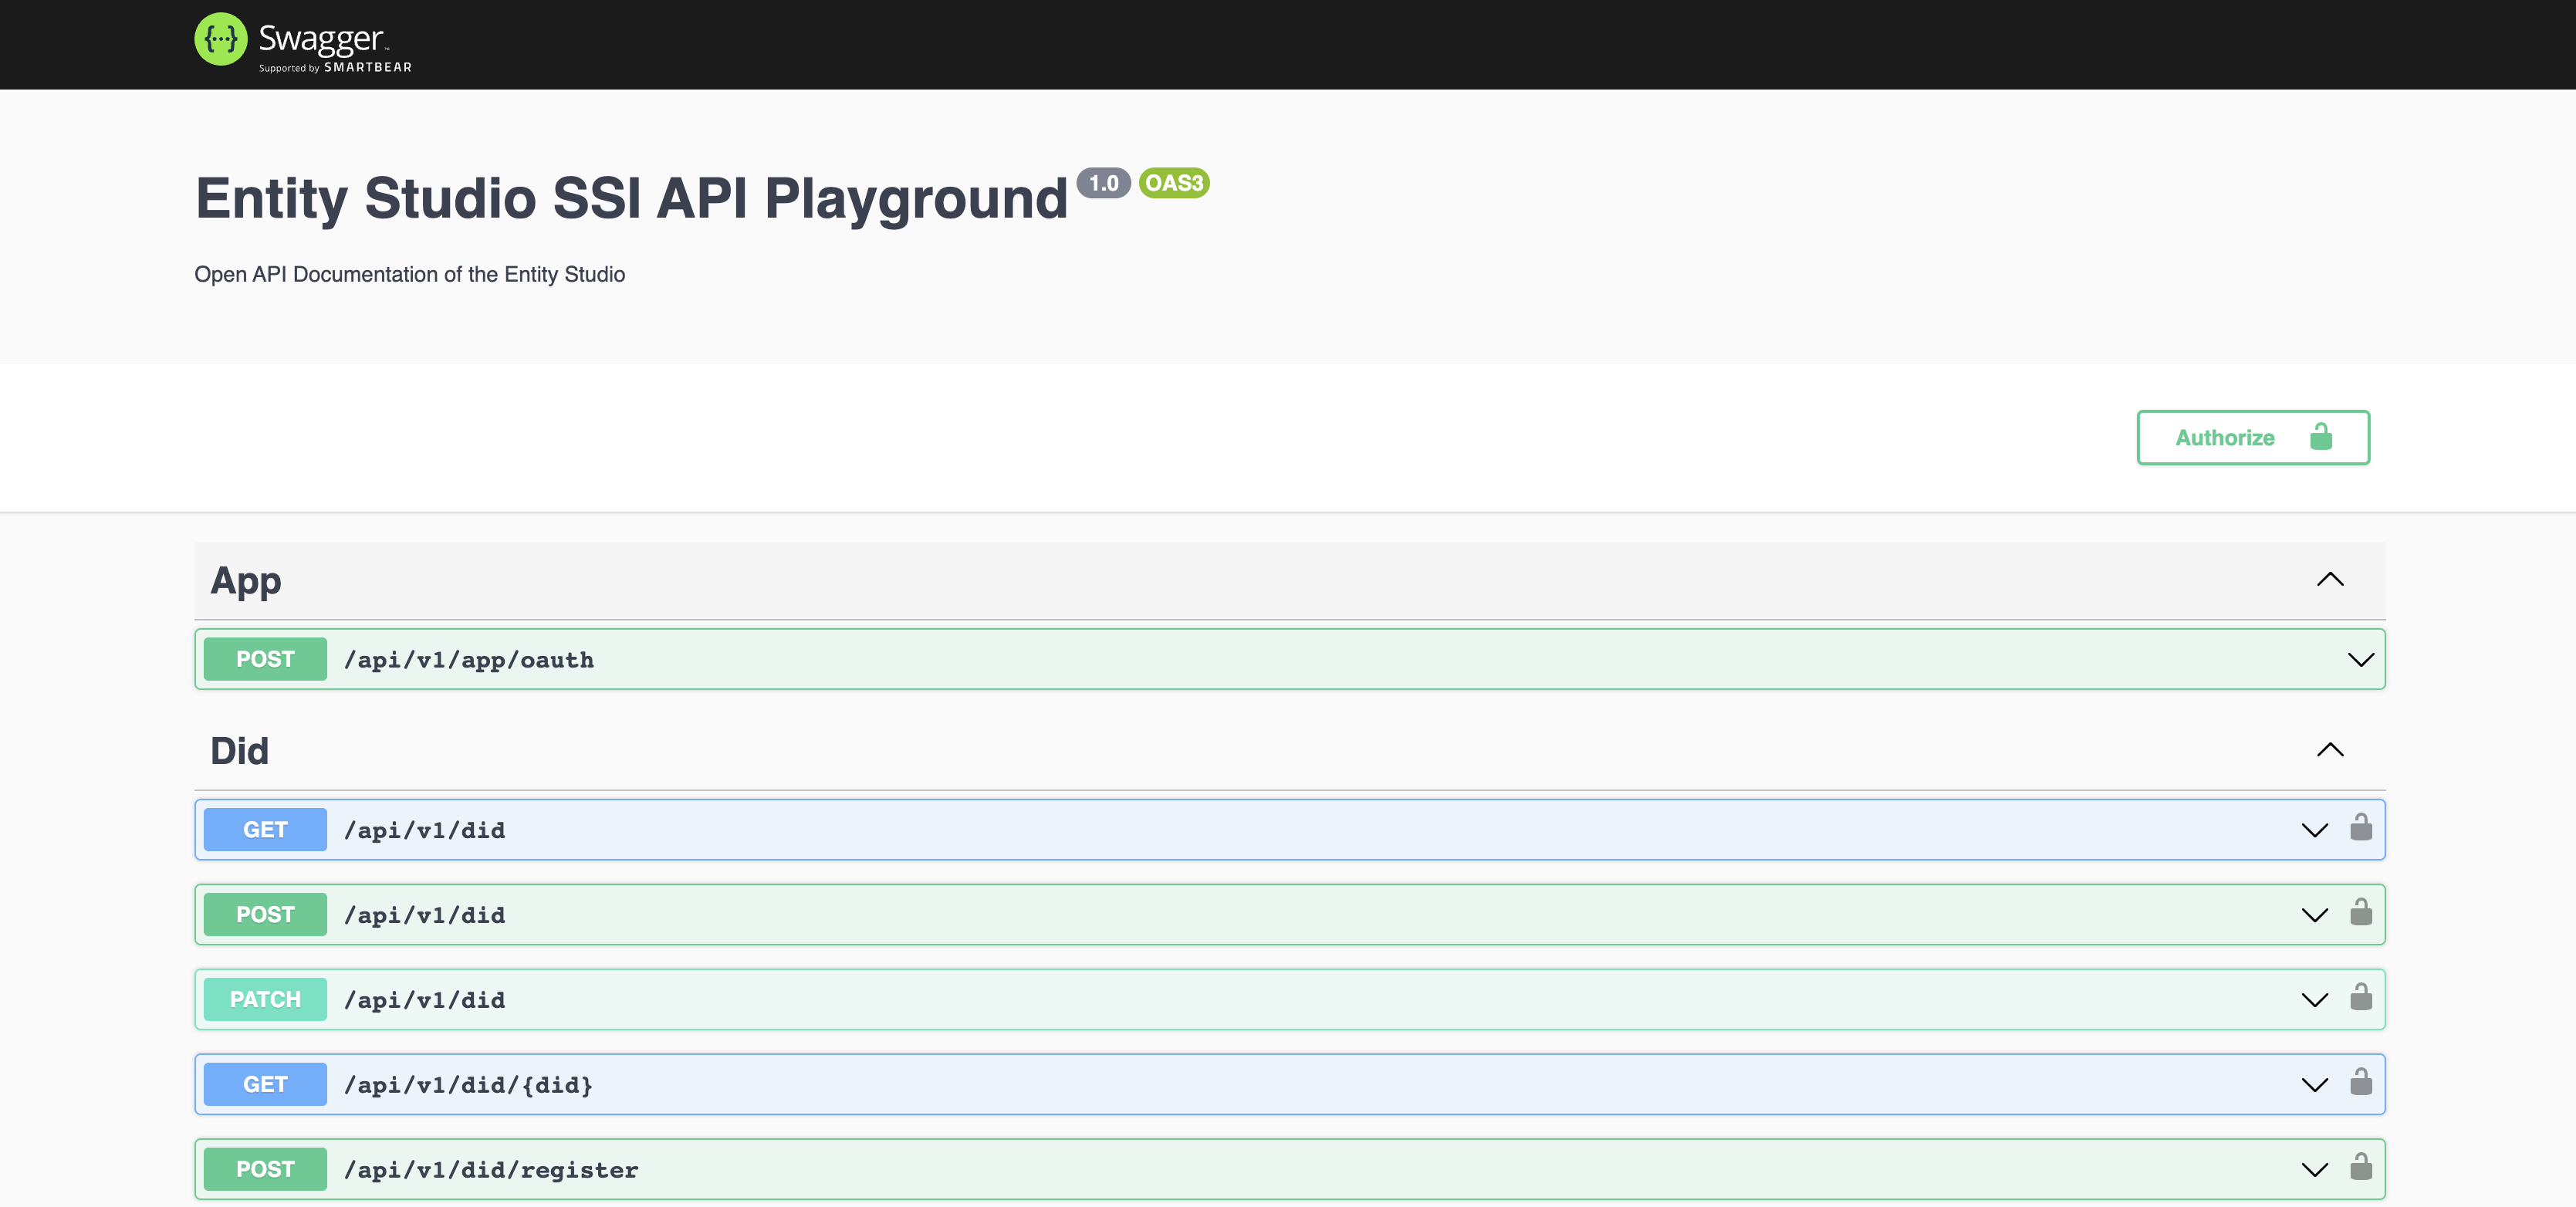 {···} Swagger™
Supported by SMARTBEAR
Entity Studio SSI API Playground 1.0 OAS3
Open API Documentation of the Entity Studio
Authorize
App
POST /api/v1/app/oauth
Did
GET /api/v1/did
POST /api/v1/did
PATCH /api/v1/did
GET /api/v1/did/{did}
POST /api/v1/did/register